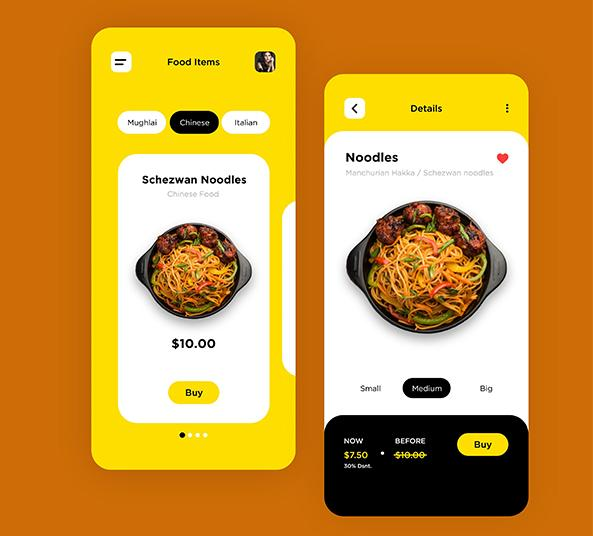 Food Items
Mughlai
Chinese
Italian
Schezwan Noodles
Chinese Food
$10.00
Buy
Details
Noodles
Manchurian Hakka / Schezwan noodles
Small
Medium
Big
NOW
BEFORE
$7.50
$10.00
30% Dsnt.
Buy